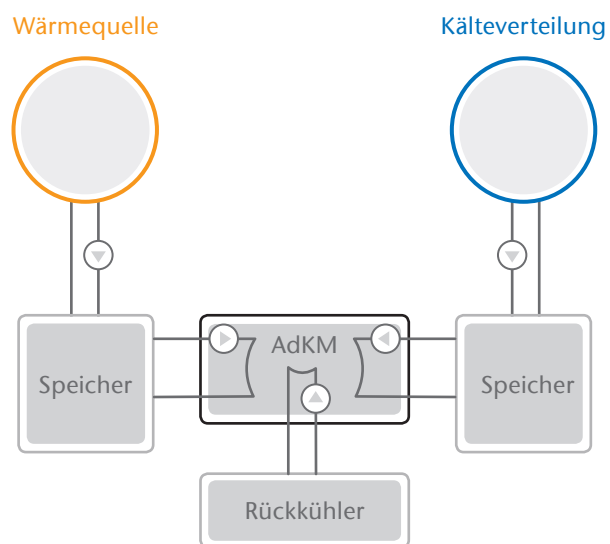 Wärmequelle
Kälteverteilung
AdKM
Speicher
Speicher
Rückkühler